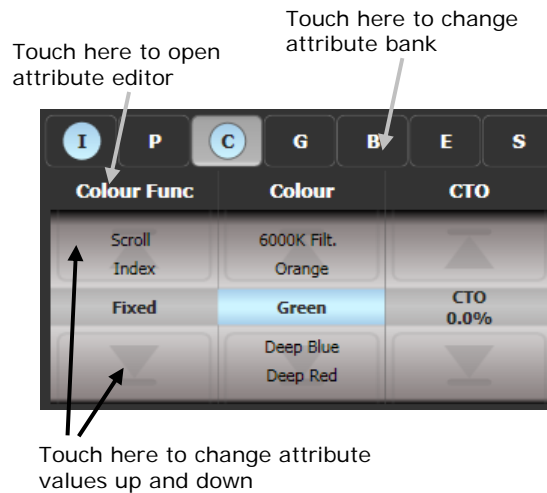 Touch here to change
attribute bank
Touch here to open
attribute editor
I P C G B E S
Colour Func Colour CTO
Scroll 6000K Filt.
Index Orange
Fixed Green CTO
0.0%
Deep Blue
Deep Red
Touch here to change attribute
values up and down